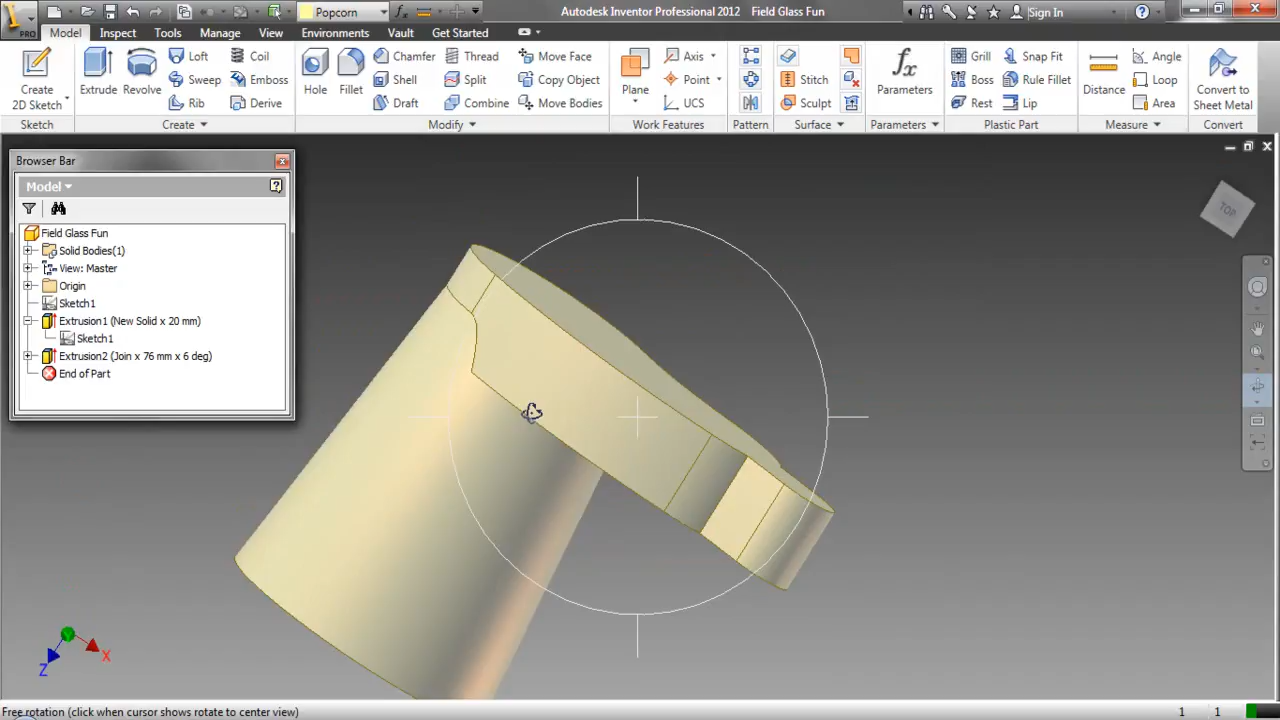 Popcorn
Autodesk Inventor Professional 2012 Field Glass Fun
Sign In
PRO
Model Inspect Tools Manage View Environments Vault Get Started
Create
2D Sketch
Extrude
Revolve
Loft
Sweep
Rib
Coil
Emboss
Derive
Hole
Fillet
Chamfer
Shell
Draft
Thread
Split
Combine
Move Face
Copy Object
Move Bodies
Plane
Axis
Point
UCS
Stitch
Sculpt
fx
Parameters
Grill
Boss
Rest
Snap Fit
Rule Fillet
Lip
Distance
Angle
Loop
Area
Convert to
Sheet Metal
Sketch Create Modify Work Features Pattern Surface Parameters Plastic Part Measure Convert
Browser Bar
Model
Field Glass Fun
Solid Bodies(1)
View: Master
Origin
Sketch1
Extrusion1 (New Solid x 20 mm)
Sketch1
Extrusion2 (Join x 76 mm x 6 deg)
End of Part
TOP
Z
X
Free rotation (click when cursor shows rotate to center view)
1 1